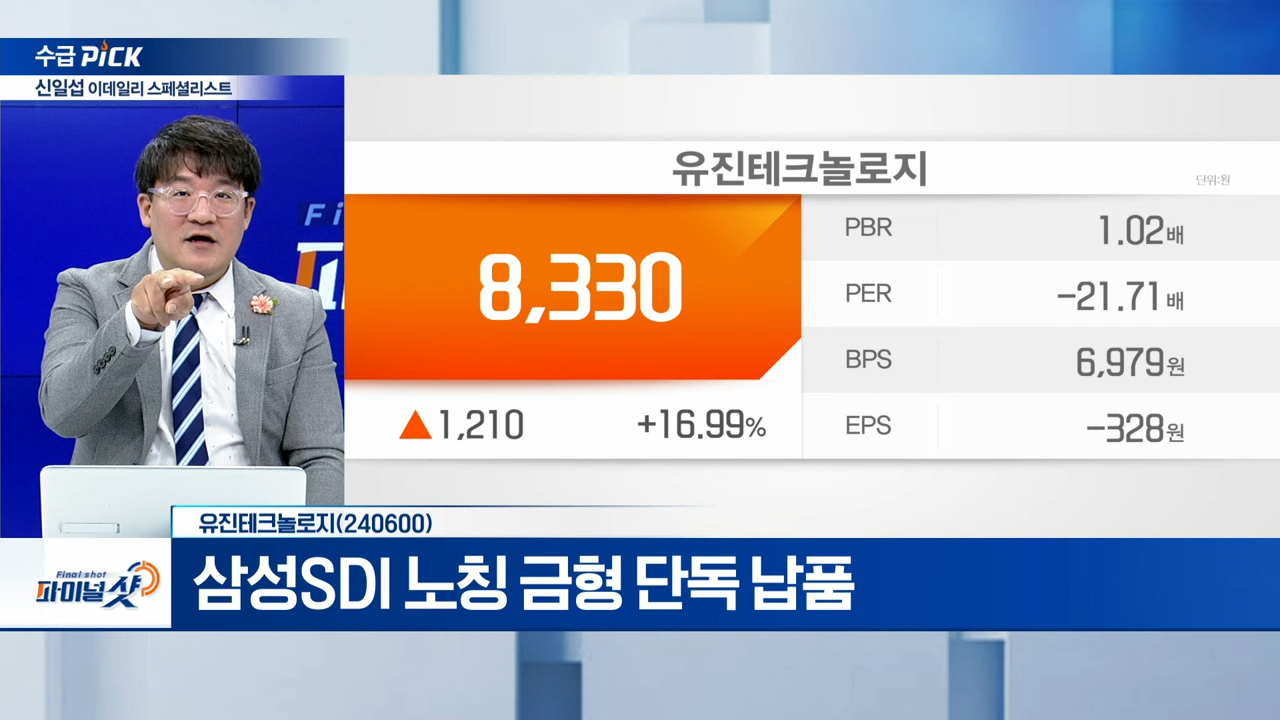 수급 PiCK
신일섭 이데일리 스페셜리스트
Fi
파
유진테크놀로지
단위:원
8,330
▲1,210 +16.99%
PBR 1.02배
PER -21.71배
BPS 6,979원
EPS -328원
유진테크놀로지(240600)
Final shot
파이널샷
삼성SDI 노칭 금형 단독 납품